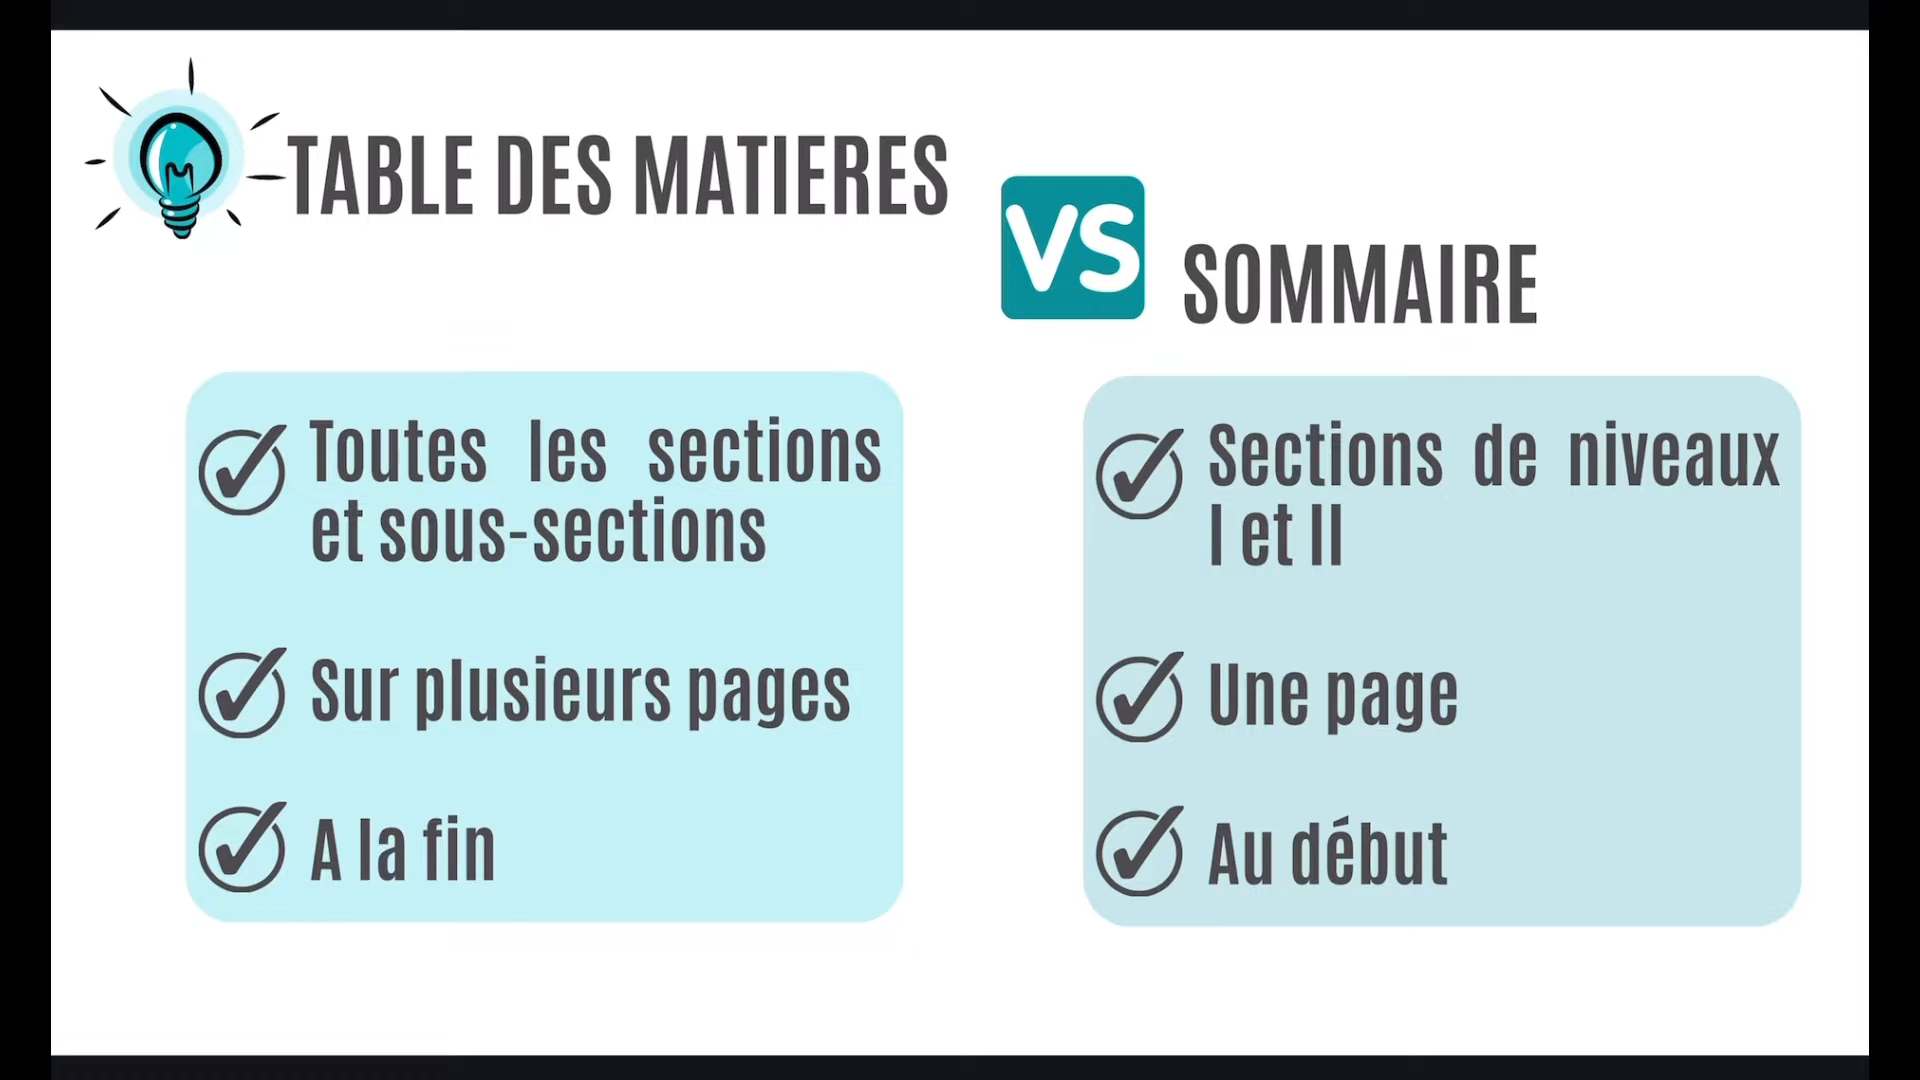 TABLE DES MATIERES
VS
SOMMAIRE
Toutes les sections
et sous-sections
Sur plusieurs pages
A la fin
Sections de niveaux
I et II
Une page
Au début